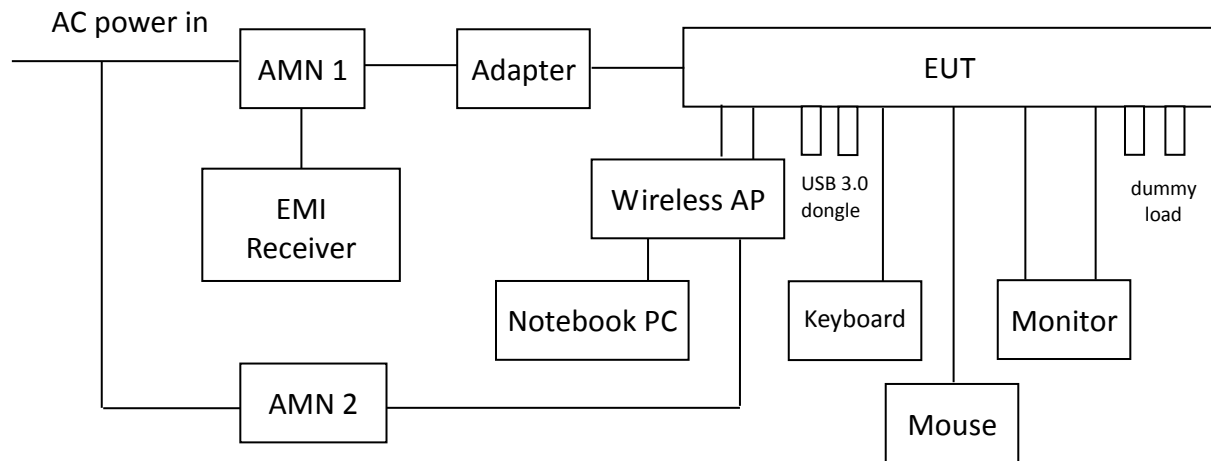 AC power in
AMN 1
Adapter
EUT
EMI
Receiver
Wireless AP
USB 3.0
dongle
dummy
load
Notebook PC
Keyboard
Monitor
AMN 2
Mouse